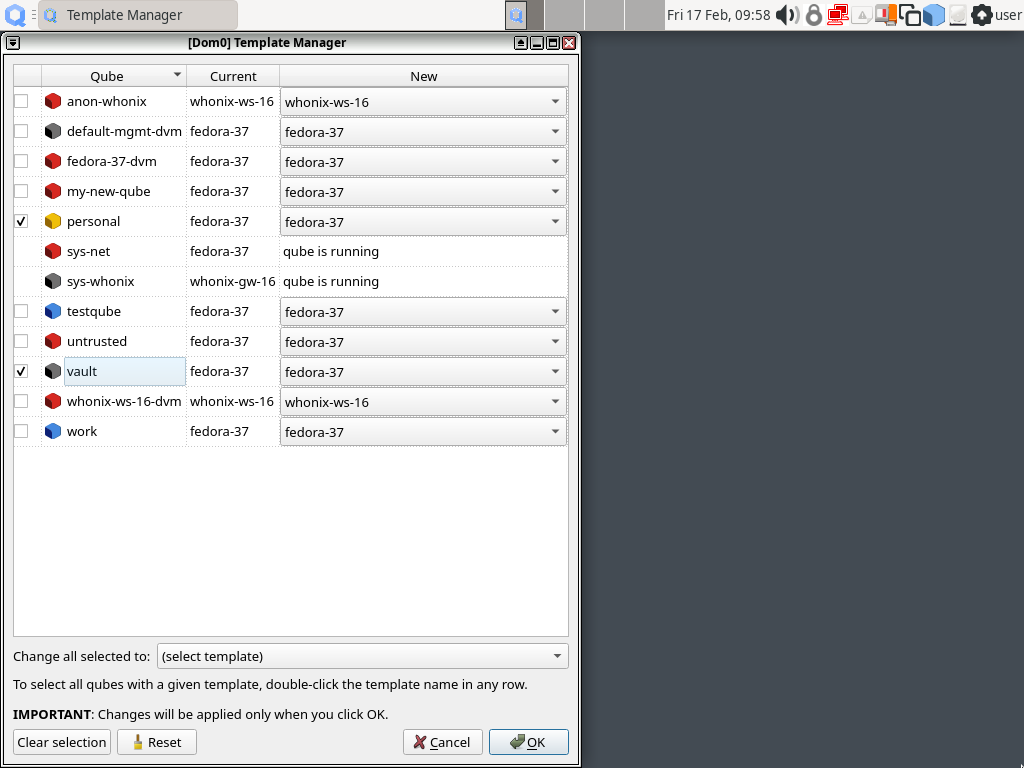 Template Manager
Fri 17 Feb, 09:58
user
[Dom0] Template Manager
Qube Current New
anon-whonix whonix-ws-16 whonix-ws-16
default-mgmt-dvm fedora-37 fedora-37
fedora-37-dvm fedora-37 fedora-37
my-new-qube fedora-37 fedora-37
personal fedora-37 fedora-37
sys-net fedora-37 qube is running
sys-whonix whonix-gw-16 qube is running
testqube fedora-37 fedora-37
untrusted fedora-37 fedora-37
vault fedora-37 fedora-37
whonix-ws-16-dvm whonix-ws-16 whonix-ws-16
work fedora-37 fedora-37
Change all selected to: (select template)
To select all qubes with a given template, double-click the template name in any row.
IMPORTANT: Changes will be applied only when you click OK.
Clear selection Reset Cancel OK